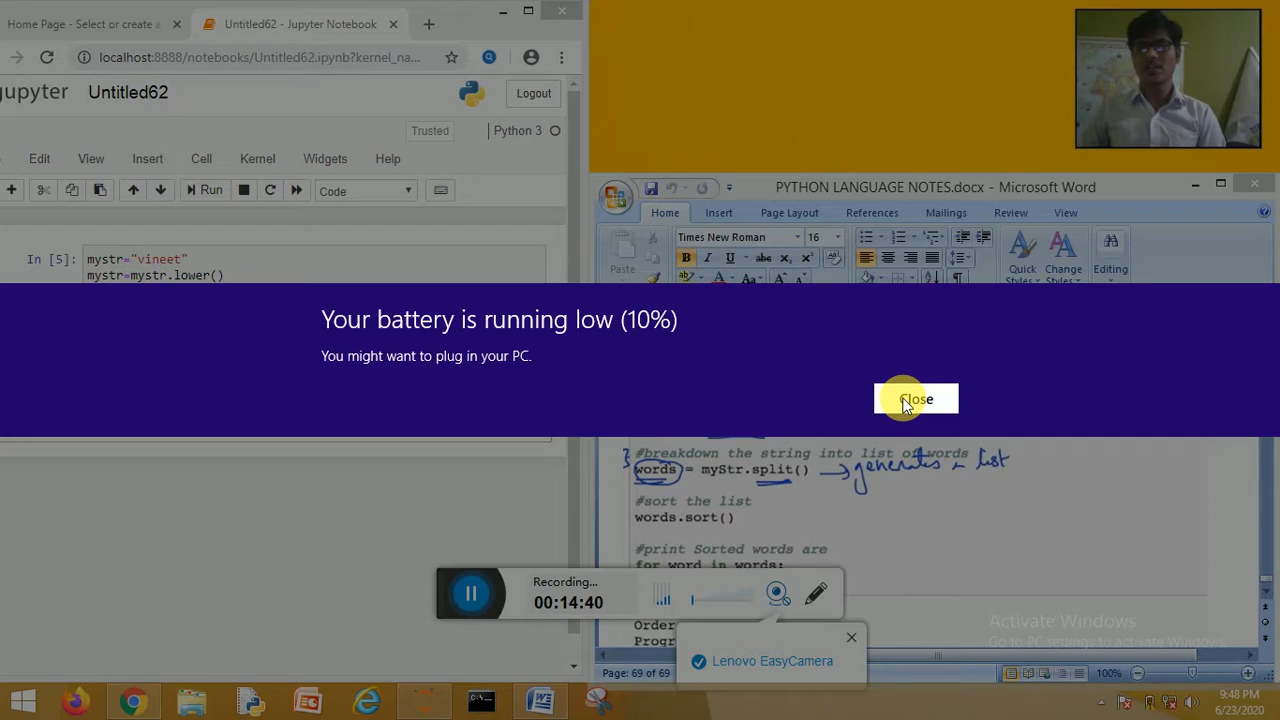 Home Page - Select or create a
Untitled62 - Jupyter Notebook
localhost:8888/notebooks/Untitled62.ipynb?kernel_na...
jupyter Untitled62
Logout
Trusted
Python 3
Edit View Insert Cell Kernel Widgets Help
Run
Code
In [5]:
mystr="vineet"
mystr=mystr.lower()
PYTHON LANGUAGE NOTES.docx - Microsoft Word
Home Insert Page Layout References Mailings Review View
Times New Roman 16
Paste
B I U abc x₂ x²
Quick Styles
Change Styles
Editing
Your battery is running low (10%)
You might want to plug in your PC.
Close
#breakdown the string into list of words
words = myStr.split() → generates a list
#sort the list
words.sort()
#print Sorted words are
for word in words:
Recording...
00:14:40
Lenovo EasyCamera
Order
Progr
Activate Windows
Go to PC settings to activate Windows.
Page: 69 of 69
100%
9:48 PM
6/23/2020